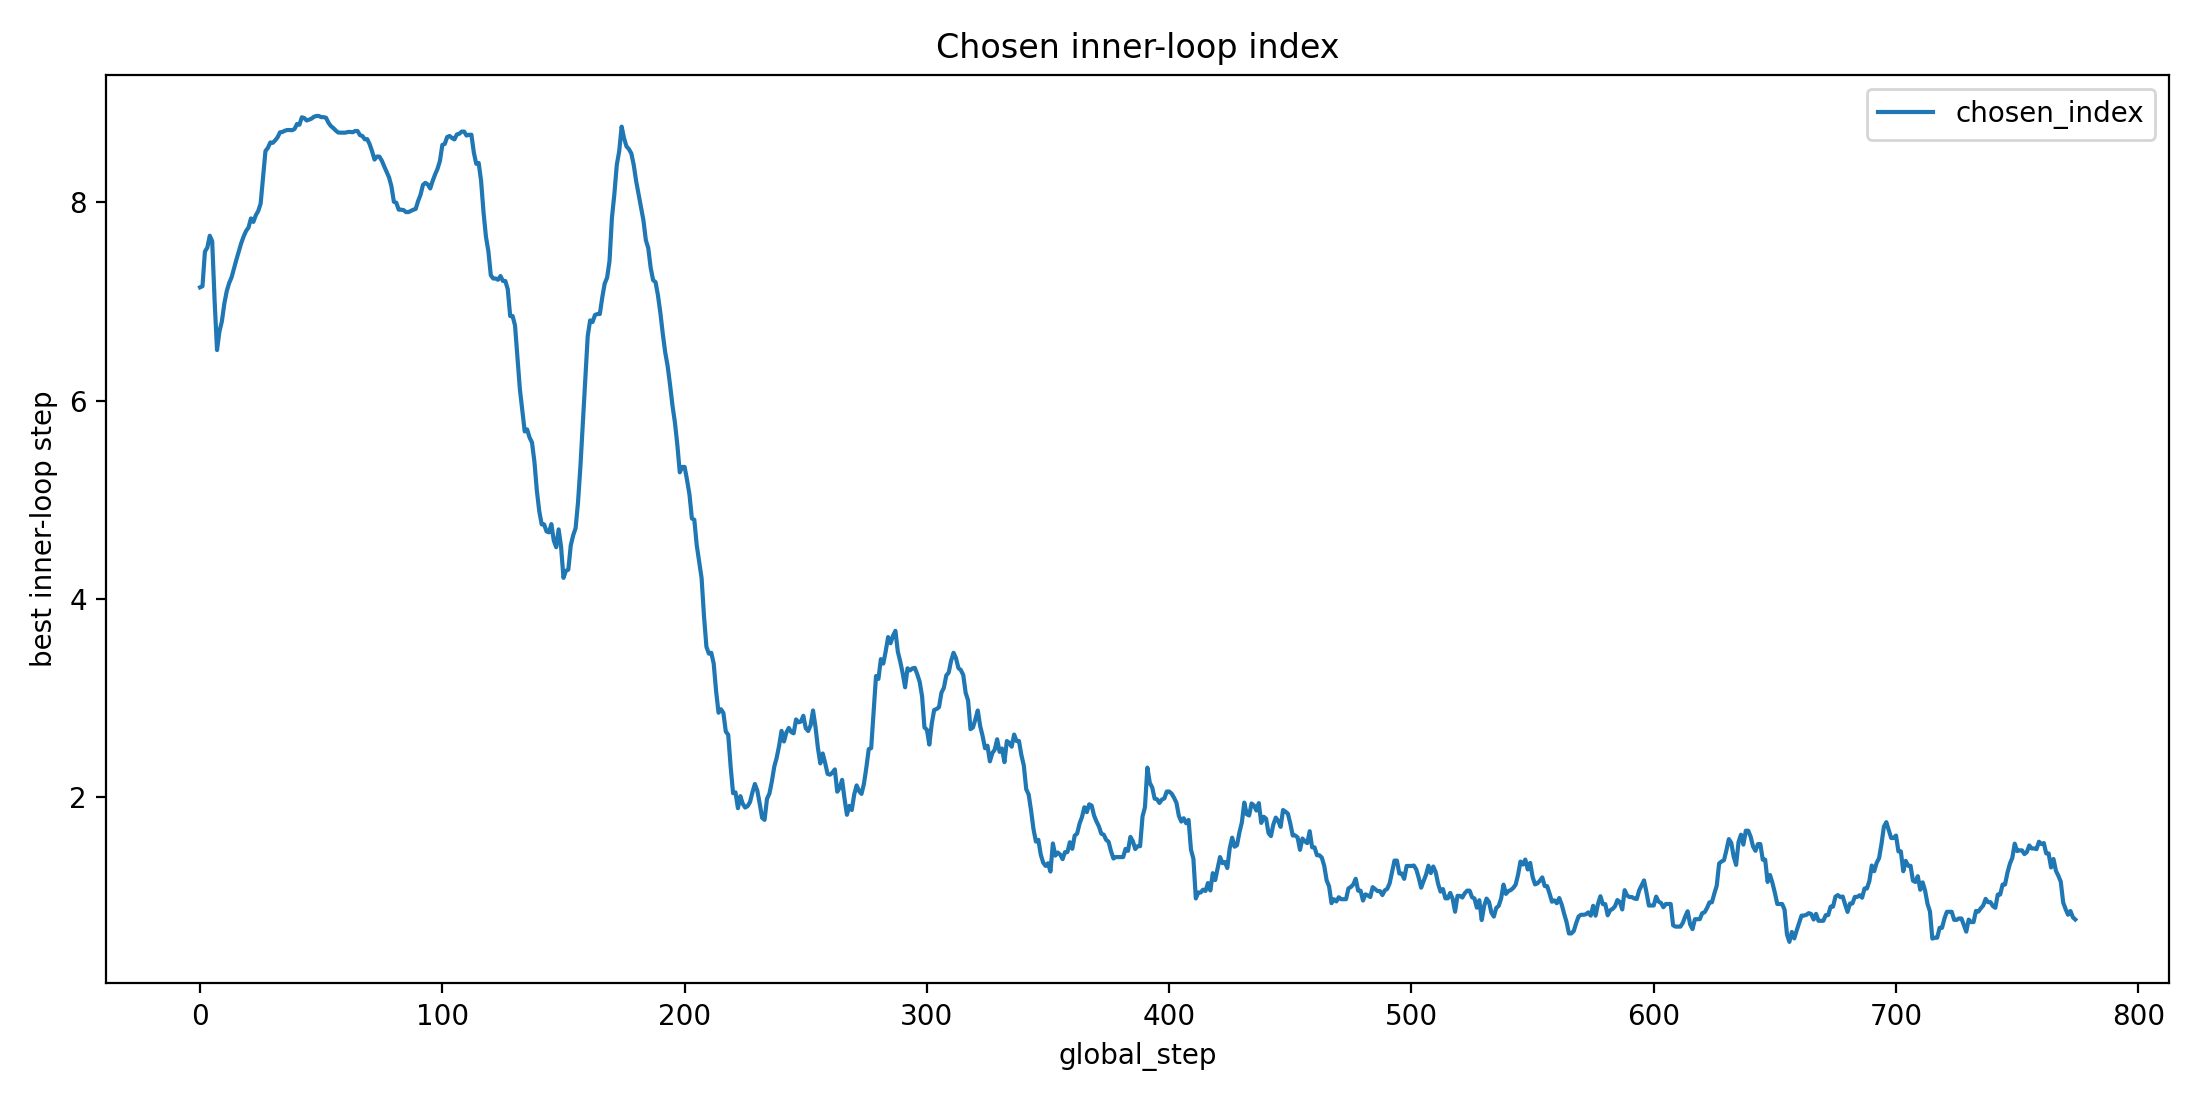 Chosen inner-loop index
chosen_index
best inner-loop step
8
6
4
2
0 100 200 300 400 500 600 700 800
global_step